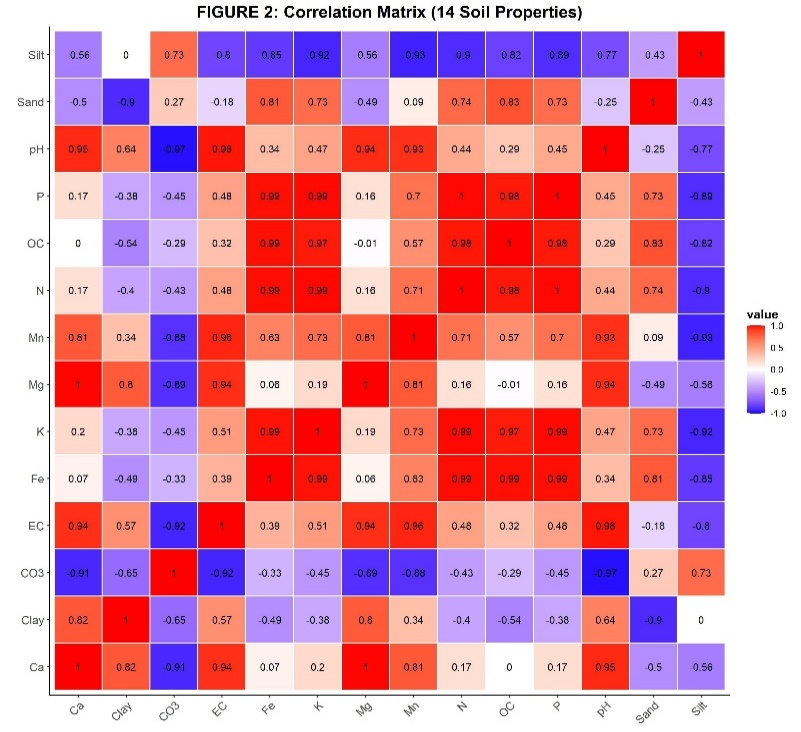 FIGURE 2: Correlation Matrix (14 Soil Properties)
Silt 0.56 0 0.73 0.8 0.85 0.92 0.56 0.93 0.9 0.82 0.89 0.77 0.43 1
Sand -0.5 -0.9 0.27 -0.18 0.81 0.73 -0.49 0.09 0.74 0.83 0.73 -0.25 1 -0.43
pH 0.95 0.64 -0.97 0.98 0.34 0.47 0.94 0.93 0.44 0.29 0.45 1 -0.25 -0.77
P 0.17 -0.38 -0.45 0.48 0.99 0.99 0.16 0.7 1 0.98 1 0.45 0.73 -0.89
OC 0 -0.54 -0.29 0.32 0.99 0.97 -0.01 0.57 0.98 1 0.98 0.29 0.83 -0.82
N 0.17 -0.4 -0.43 0.48 0.99 0.99 0.16 0.71 1 0.98 1 0.44 0.74 -0.9
Mn 0.81 0.34 -0.88 0.96 0.63 0.73 0.81 1 0.71 0.57 0.7 0.93 0.09 -0.93
Mg 1 0.8 -0.89 0.94 0.06 0.19 1 0.81 0.16 -0.01 0.16 0.94 -0.49 -0.56
K 0.2 -0.38 -0.45 0.51 0.99 1 0.19 0.73 0.99 0.97 0.99 0.47 0.73 -0.92
Fe 0.07 -0.49 -0.33 0.39 1 0.99 0.06 0.63 0.99 0.99 0.99 0.34 0.81 -0.85
EC 0.94 0.57 -0.92 1 0.39 0.51 0.94 0.96 0.48 0.32 0.48 0.98 -0.18 -0.8
CO3 -0.91 -0.65 1 -0.92 -0.33 -0.45 -0.89 -0.88 -0.43 -0.29 -0.45 -0.97 0.27 0.73
Clay 0.82 1 -0.65 0.57 -0.49 -0.38 0.8 0.34 -0.4 -0.54 -0.38 0.64 -0.9 0
Ca 1 0.82 -0.91 0.94 0.07 0.2 1 0.81 0.17 0 0.17 0.95 -0.5 -0.56
Ca Clay CO3 EC Fe K Mg Mn N OC P pH Sand Silt
value
1.0
0.5
0.0
-0.5
-1.0